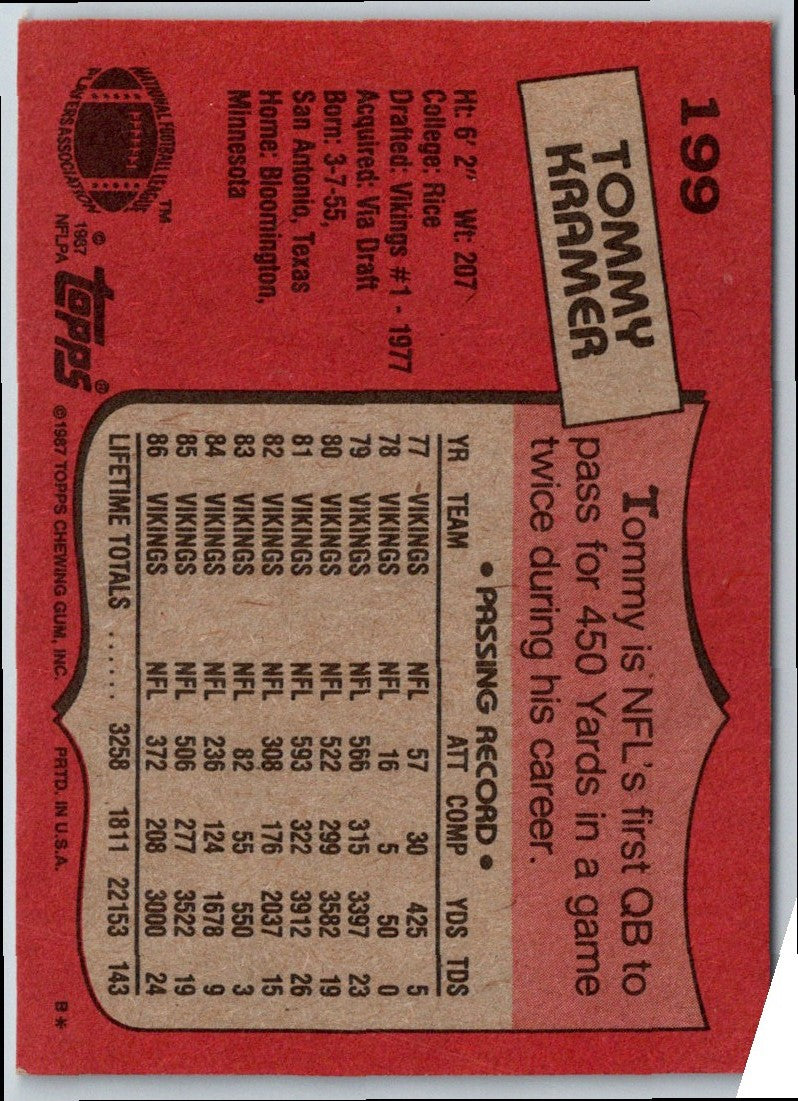 199
TOMMY
KRAMER
Ht: 6' 2" Wt: 207
College: Rice
Drafted: Vikings #1 - 1977
Acquired: Via Draft
Born: 3-7-55,
San Antonio, Texas
Home: Bloomington,
Minnesota
NATIONAL FOOTBALL LEAGUE
PLAYERS ASSOCIATION
TM
© 1987
NFLPA
topps®
Tommy is NFL's first QB to
pass for 450 Yards in a game
twice during his career.
• PASSING RECORD •
YR TEAM ATT COMP YDS TDS
77 VIKINGS NFL 57 30 425 5
78 VIKINGS NFL 16 5 50 0
79 VIKINGS NFL 566 315 3397 23
80 VIKINGS NFL 522 299 3582 19
81 VIKINGS NFL 593 322 3912 26
82 VIKINGS NFL 308 176 2037 15
83 VIKINGS NFL 82 55 550 3
84 VIKINGS NFL 236 124 1678 9
85 VIKINGS NFL 506 277 3522 19
86 VIKINGS NFL 372 208 3000 24
LIFETIME TOTALS ...... 3258 1811 22153 143
© 1987 TOPPS CHEWING GUM, INC. PRTD. IN U.S.A. B*